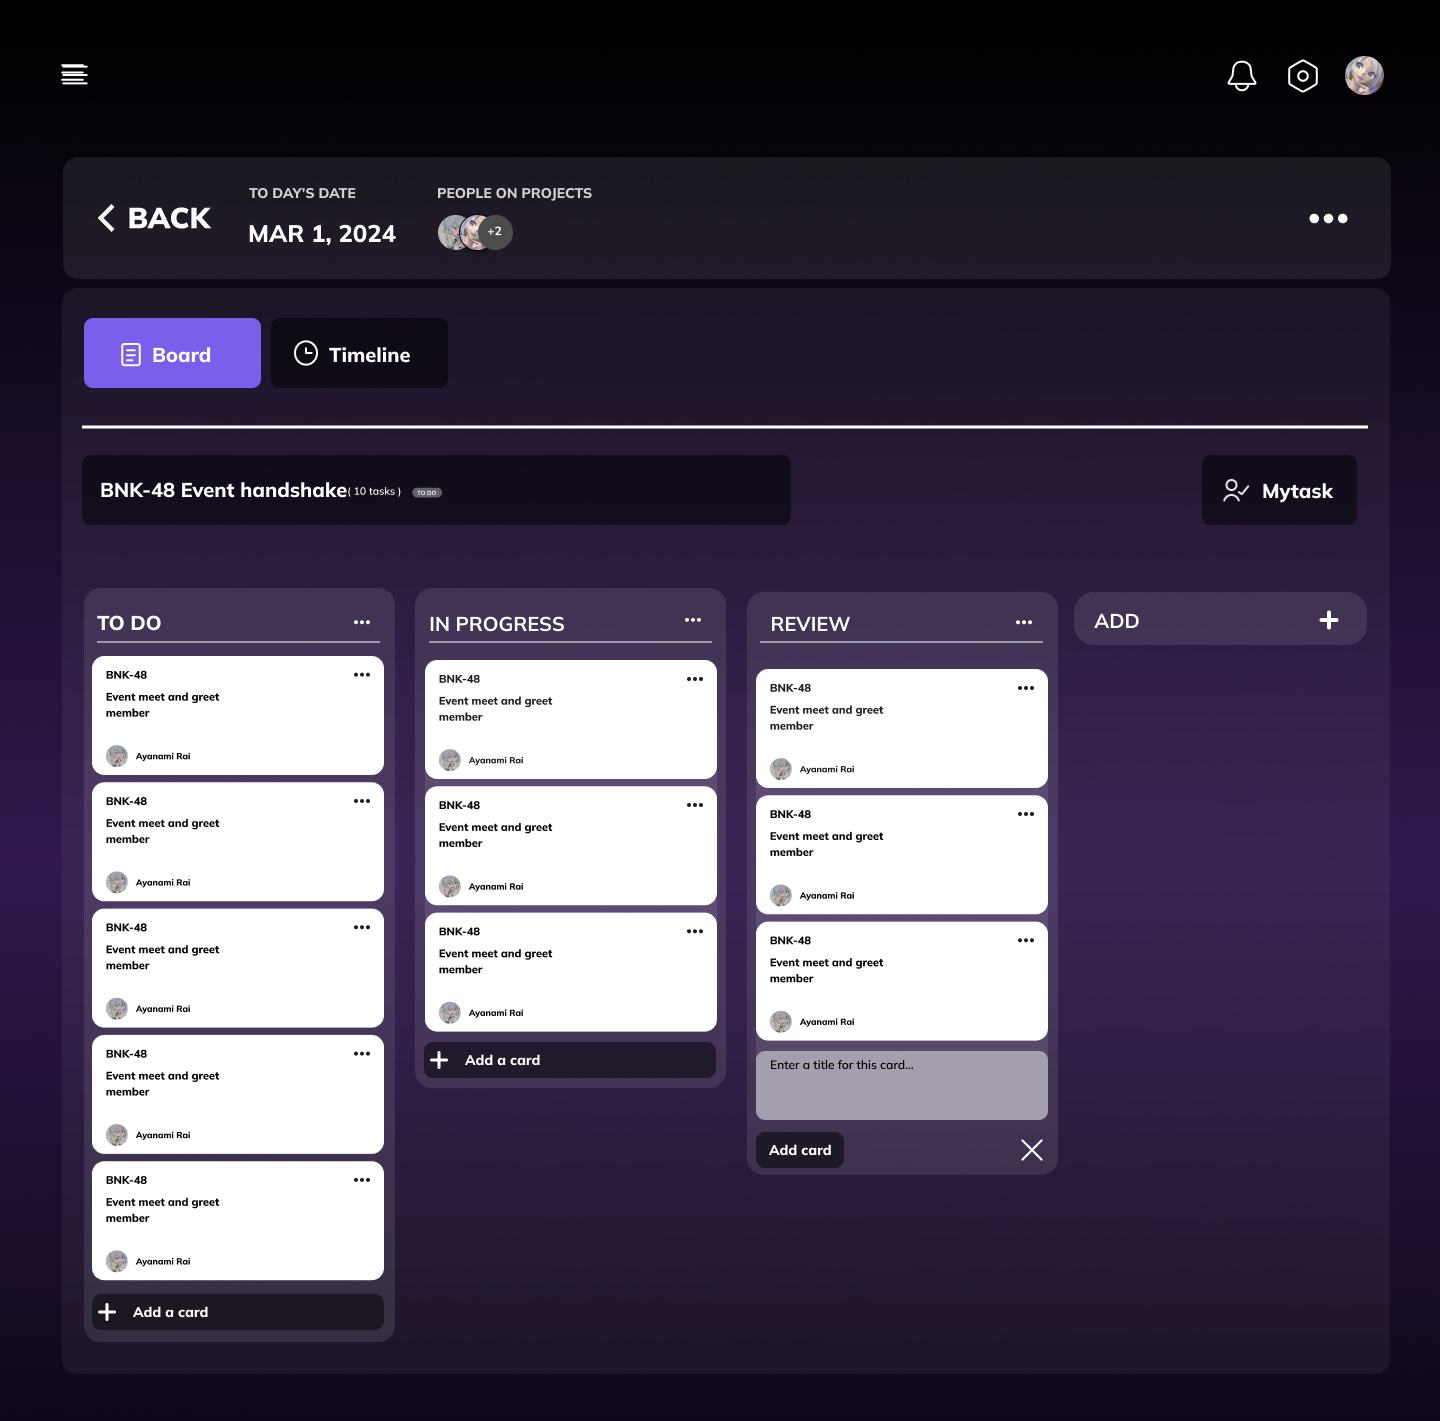 TO DAY'S DATE
PEOPLE ON PROJECTS
BACK
MAR 1, 2024
+2
Board
Timeline
BNK-48 Event handshake( 10 tasks ) TO DO
Mytask
TO DO
BNK-48
Event meet and greet
member
Ayanami Rai
BNK-48
Event meet and greet
member
Ayanami Rai
BNK-48
Event meet and greet
member
Ayanami Rai
BNK-48
Event meet and greet
member
Ayanami Rai
BNK-48
Event meet and greet
member
Ayanami Rai
Add a card
IN PROGRESS
BNK-48
Event meet and greet
member
Ayanami Rai
BNK-48
Event meet and greet
member
Ayanami Rai
BNK-48
Event meet and greet
member
Ayanami Rai
Add a card
REVIEW
BNK-48
Event meet and greet
member
Ayanami Rai
BNK-48
Event meet and greet
member
Ayanami Rai
BNK-48
Event meet and greet
member
Ayanami Rai
Enter a title for this card...
Add card
ADD